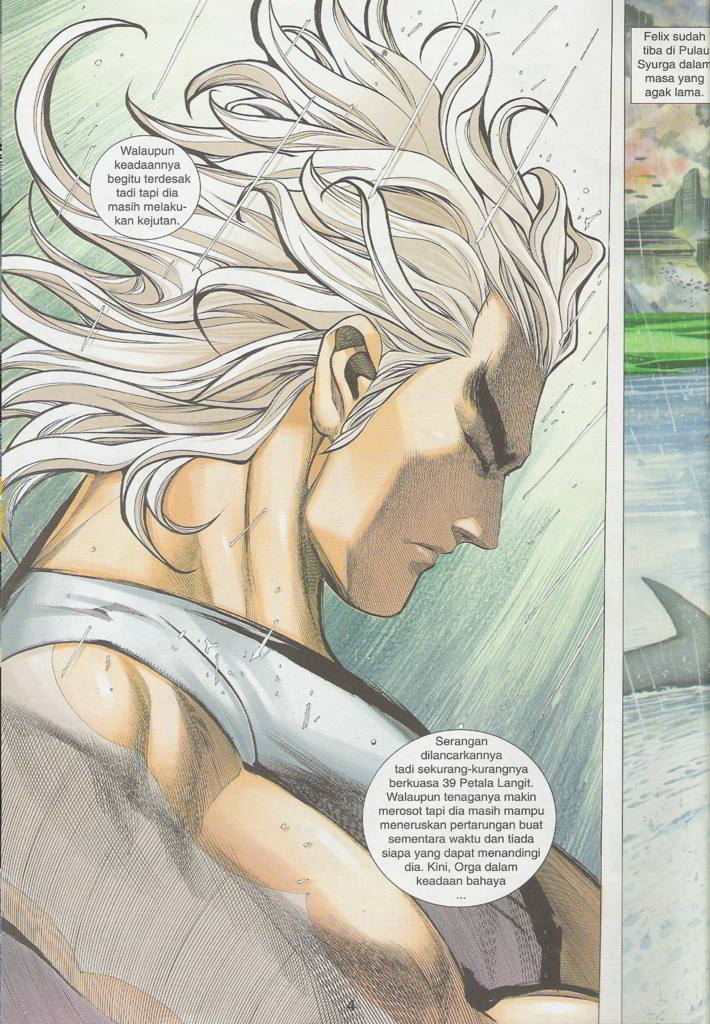 Walaupun
keadaannya
begitu terdesak
tadi tapi dia
masih melaku-
kan kejutan.
Serangan
dilancarkannya
tadi sekurang-kurangnya
berkuasa 39 Petala Langit.
Walaupun tenaganya makin
merosot tapi dia masih mampu
meneruskan pertarungan buat
sementara waktu dan tiada
siapa yang dapat menandingi
dia. Kini, Orga dalam
keadaan bahaya
...
Felix sudah
tiba di Pulau
Syurga dalam
masa yang
agak lama.
4